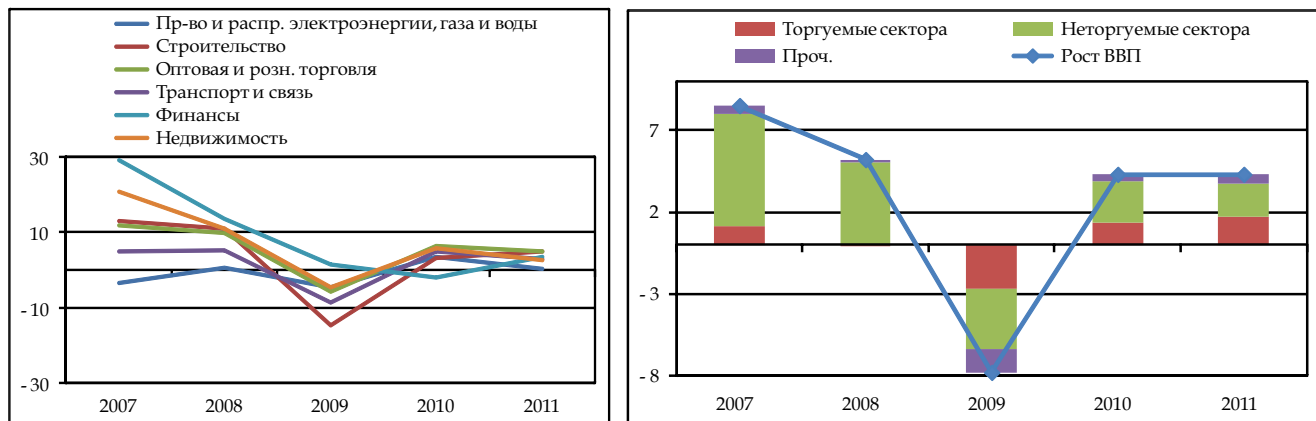 Пр-во и распр. электроэнергии, газа и воды
Строительство
Оптовая и розн. торговля
Транспорт и связь
Финансы
Недвижимость
30
10
-10
-30
2007 2008 2009 2010 2011
Торгуемые сектора Неторгуемые сектора
Проч. Рост ВВП
7
2
-3
-8
2007 2008 2009 2010 2011